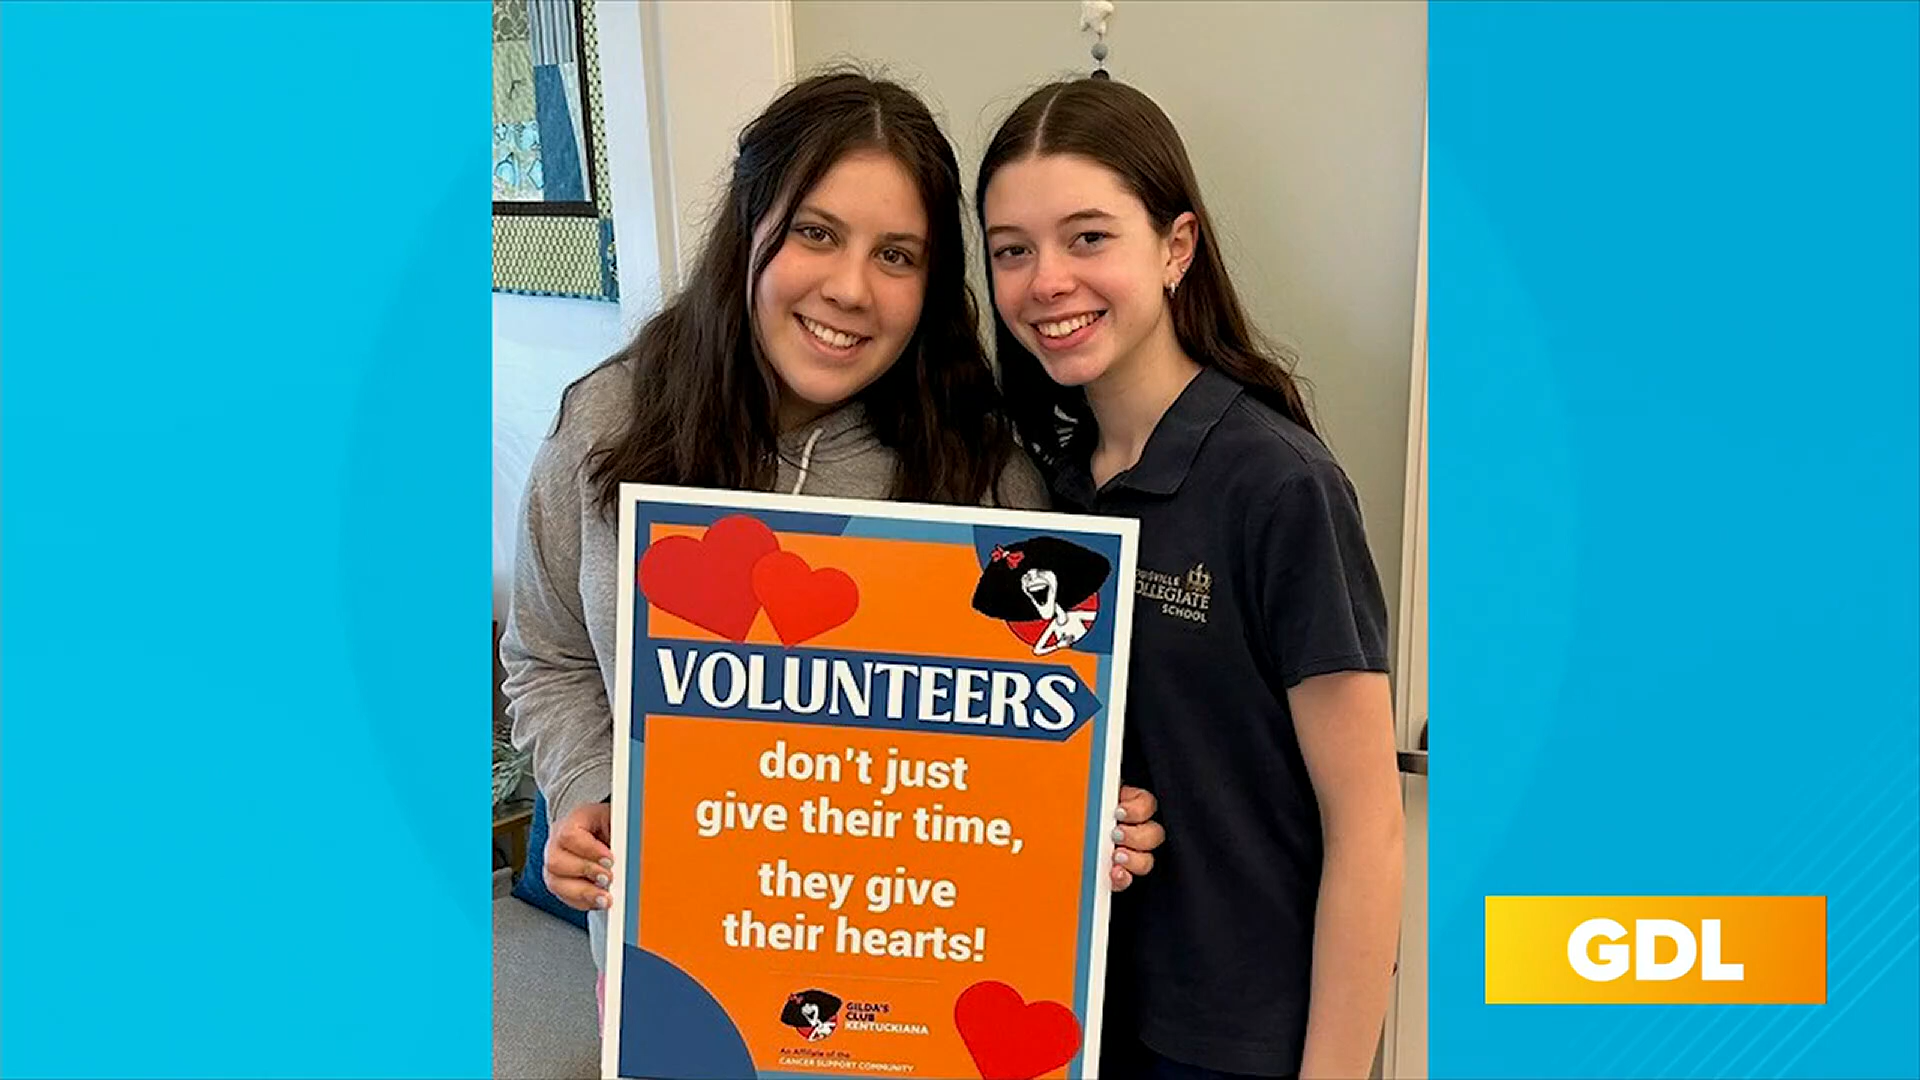 VOLUNTEERS
don't just
give their time,
they give
their hearts!
GILDA'S
CLUB
KENTUCKIANA
An Affiliate of the
CANCER SUPPORT COMMUNITY
COLLEGIATE
SCHOOL
GDL